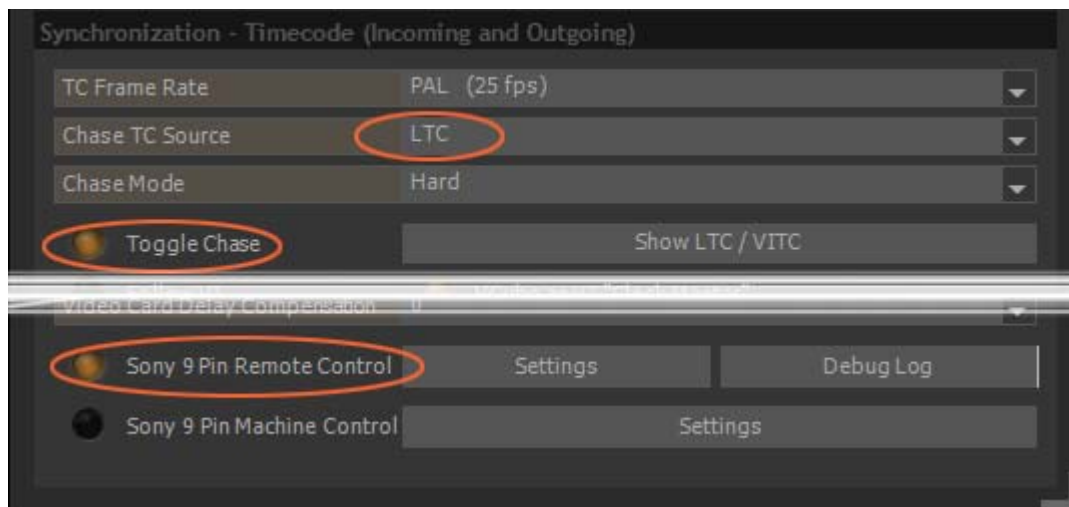 Synchronization - Timecode (Incoming and Outgoing)
TC Frame Rate PAL (25 fps)
Chase TC Source LTC
Chase Mode Hard
Toggle Chase Show LTC / VITC
Video Card Delay Compensation 0
Sony 9 Pin Remote Control Settings Debug Log
Sony 9 Pin Machine Control Settings